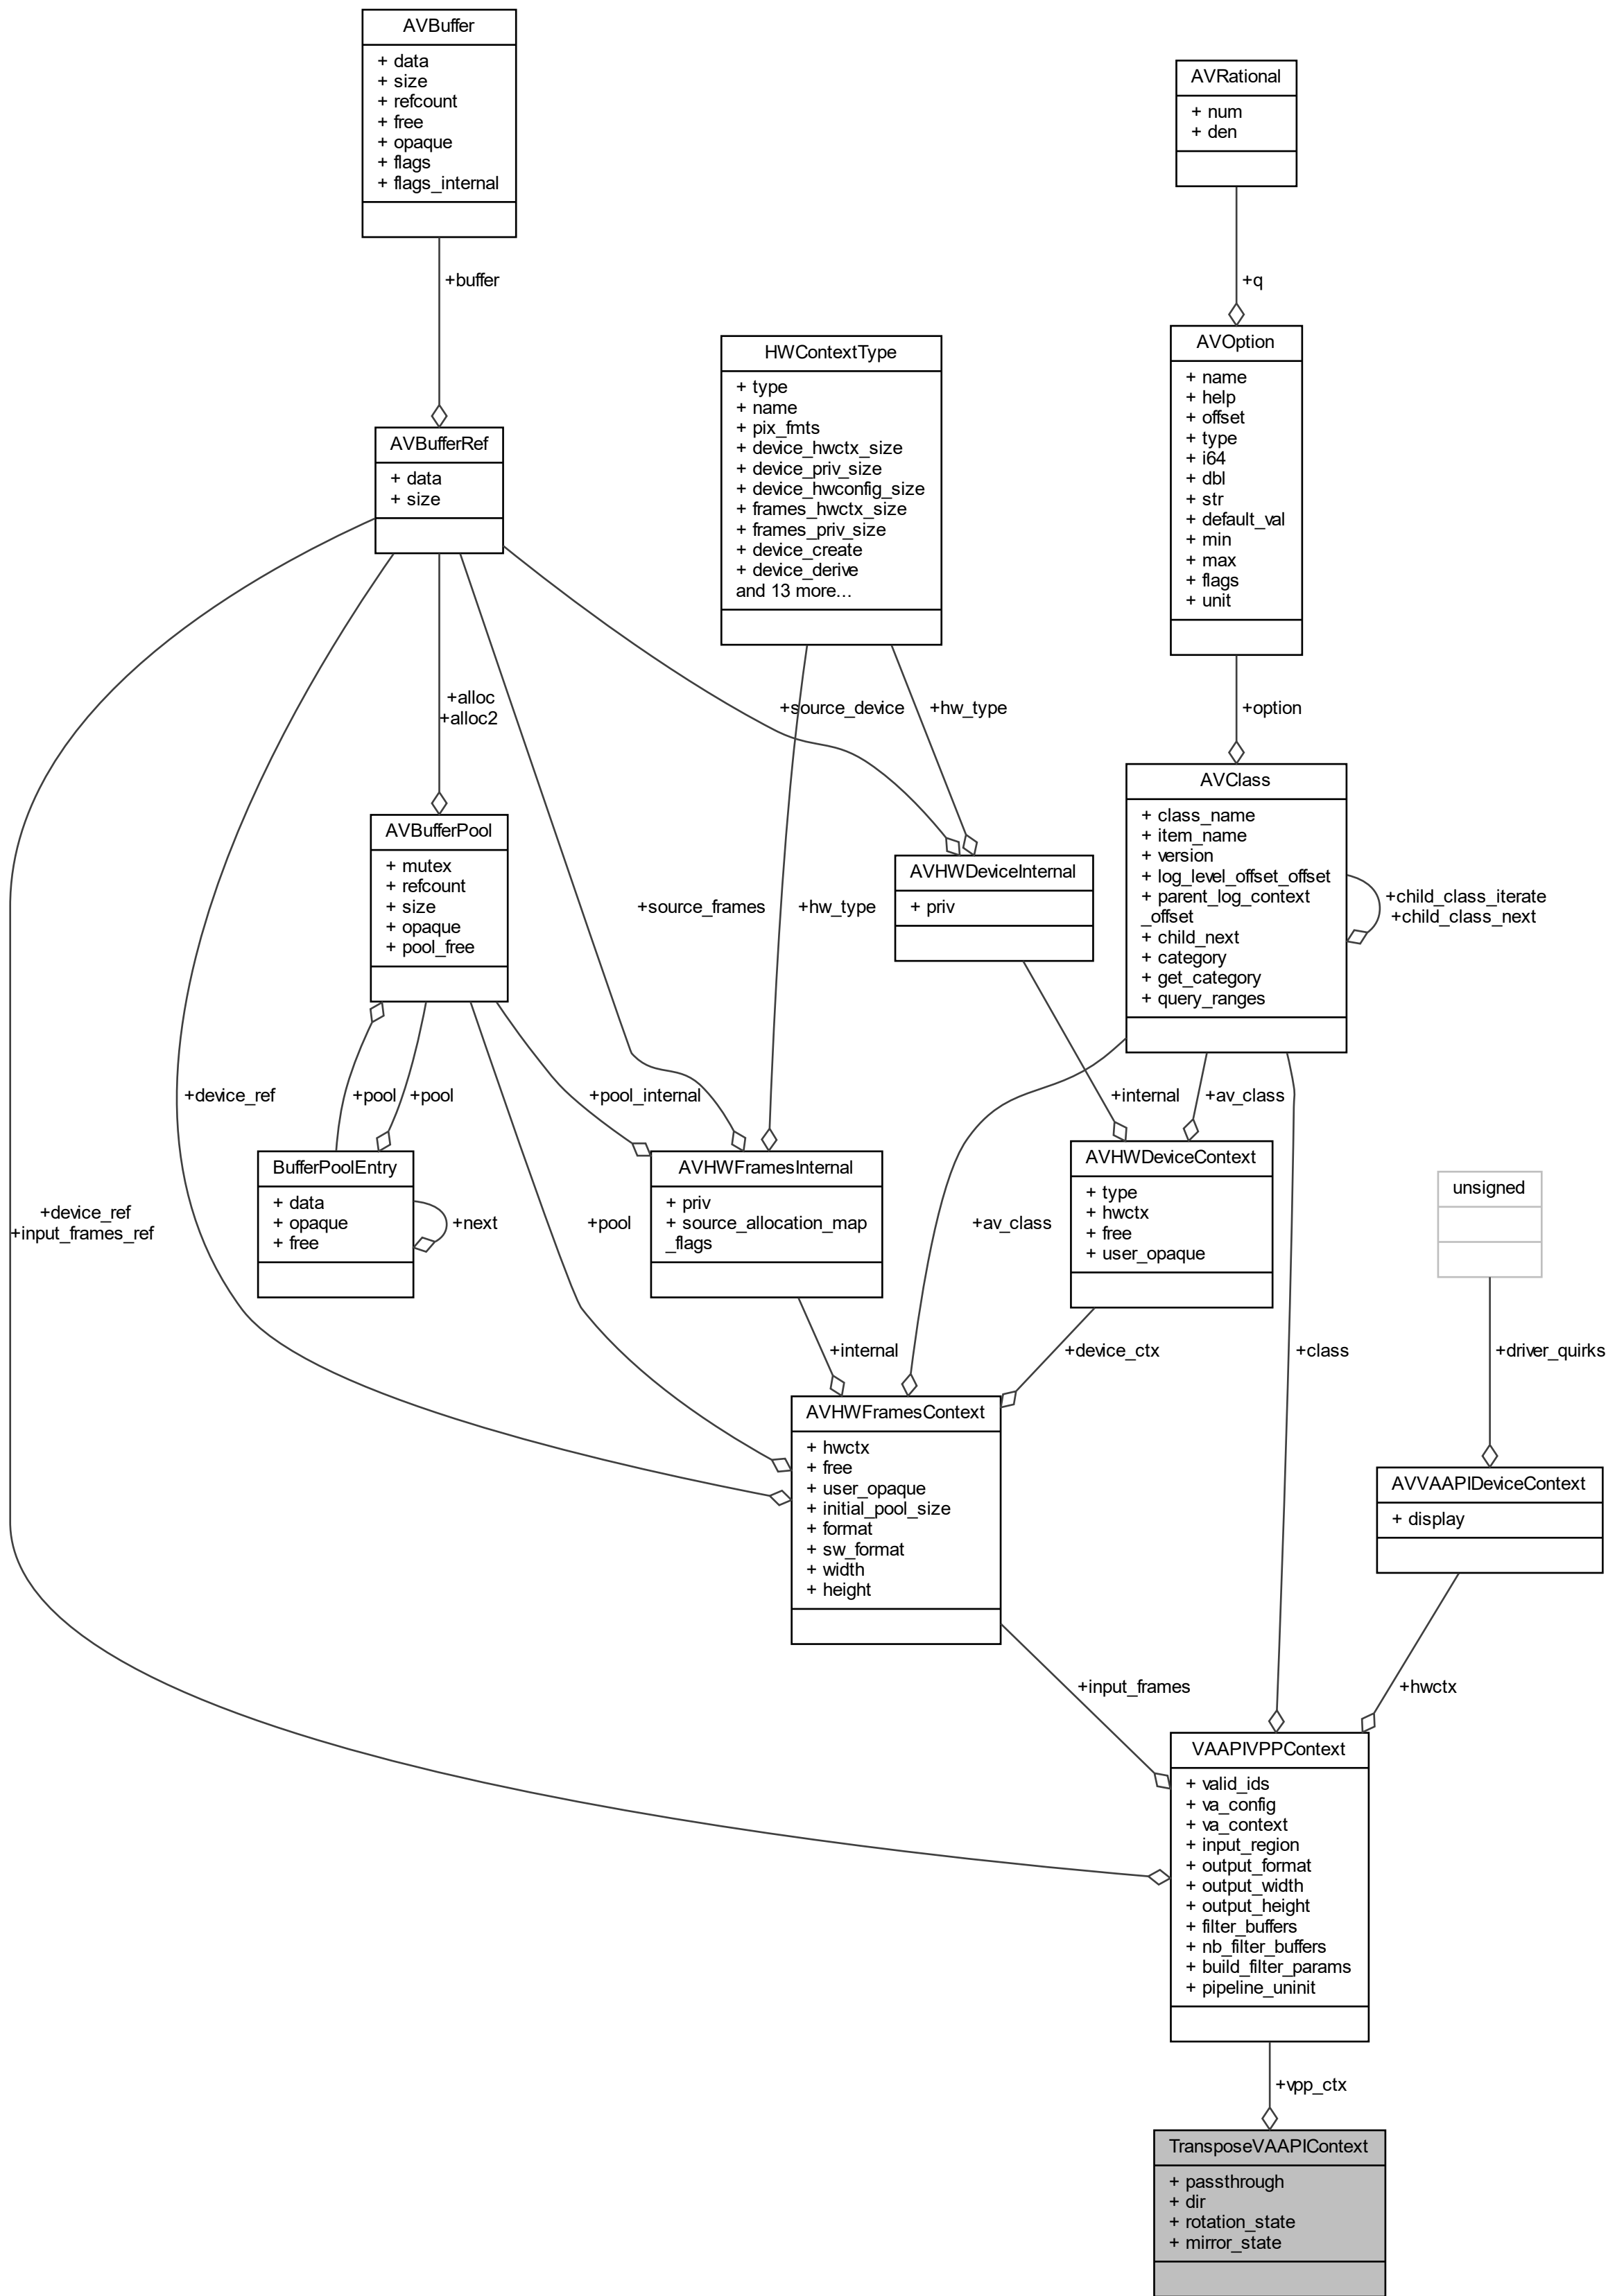 AVBuffer
+ data
+ size
+ refcount
+ free
+ opaque
+ flags
+ flags_internal
AVRational
+ num
+ den
+buffer
+q
HWContextType
+ type
+ name
+ pix_fmts
+ device_hwctx_size
+ device_priv_size
+ device_hwconfig_size
+ frames_hwctx_size
+ frames_priv_size
+ device_create
+ device_derive
and 13 more...
AVOption
+ name
+ help
+ offset
+ type
+ i64
+ dbl
+ str
+ default_val
+ min
+ max
+ flags
+ unit
AVBufferRef
+ data
+ size
+alloc
+alloc2
+source_device
+hw_type
+option
AVClass
+ class_name
+ item_name
+ version
+ log_level_offset_offset
+ parent_log_context
_offset
+ child_next
+ category
+ get_category
+ query_ranges
+child_class_iterate
+child_class_next
AVBufferPool
+ mutex
+ refcount
+ size
+ opaque
+ pool_free
+source_frames
+hw_type
AVHWDeviceInternal
+ priv
+device_ref
+pool
+pool
+pool_internal
+internal
+av_class
BufferPoolEntry
+ data
+ opaque
+ free
+next
AVHWFramesInternal
+ priv
+ source_allocation_map
_flags
AVHWDeviceContext
+ type
+ hwctx
+ free
+ user_opaque
unsigned
+device_ref
+input_frames_ref
+pool
+av_class
+internal
+device_ctx
+class
+driver_quirks
AVHWFramesContext
+ hwctx
+ free
+ user_opaque
+ initial_pool_size
+ format
+ sw_format
+ width
+ height
AVVAAPIDeviceContext
+ display
+input_frames
+hwctx
VAAPIVPPContext
+ valid_ids
+ va_config
+ va_context
+ input_region
+ output_format
+ output_width
+ output_height
+ filter_buffers
+ nb_filter_buffers
+ build_filter_params
+ pipeline_uninit
+vpp_ctx
TransposeVAAPIContext
+ passthrough
+ dir
+ rotation_state
+ mirror_state